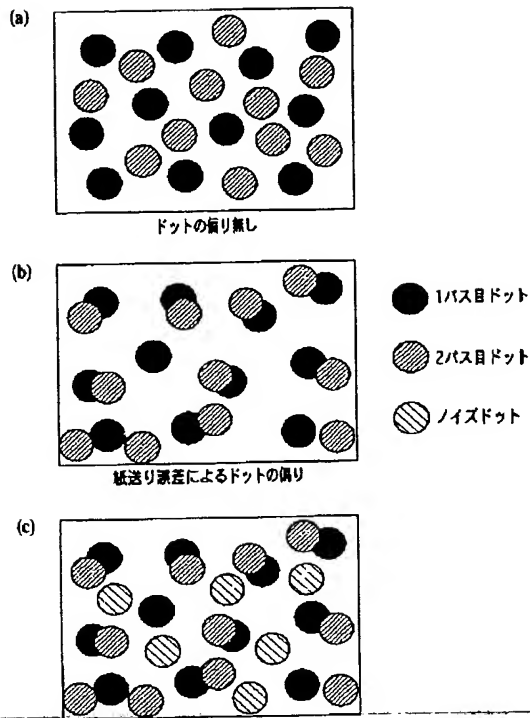 (a)
ドットの偏り無し
(b)
1パス目ドット
2パス目ドット
ノイズドット
紙送り誤差によるドットの偏り
(c)